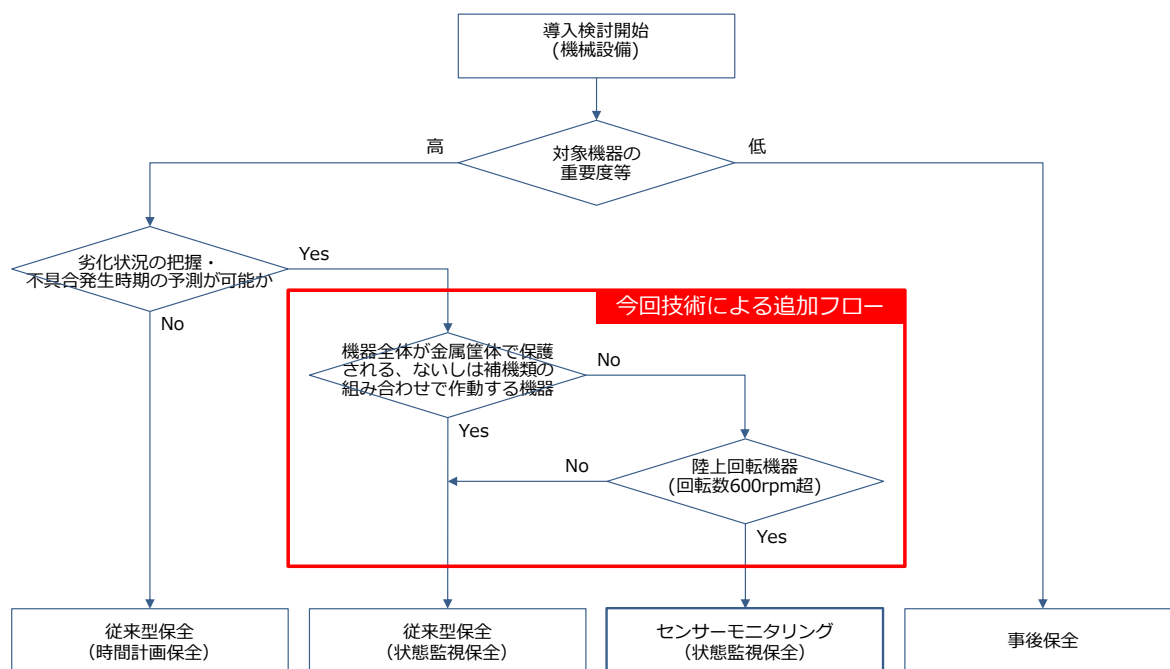 導入検討開始
(機械設備)
高
対象機器の
重要度等
低
劣化状況の把握・
不具合発生時期の予測が可能か
Yes
No
今回技術による追加フロー
機器全体が金属筐体で保護
される、ないしは補機類の
組み合わせで作動する機器
No
Yes
No
陸上回転機器
(回転数600rpm超)
Yes
従来型保全
（時間計画保全）
従来型保全
（状態監視保全）
センサーモニタリング
（状態監視保全）
事後保全